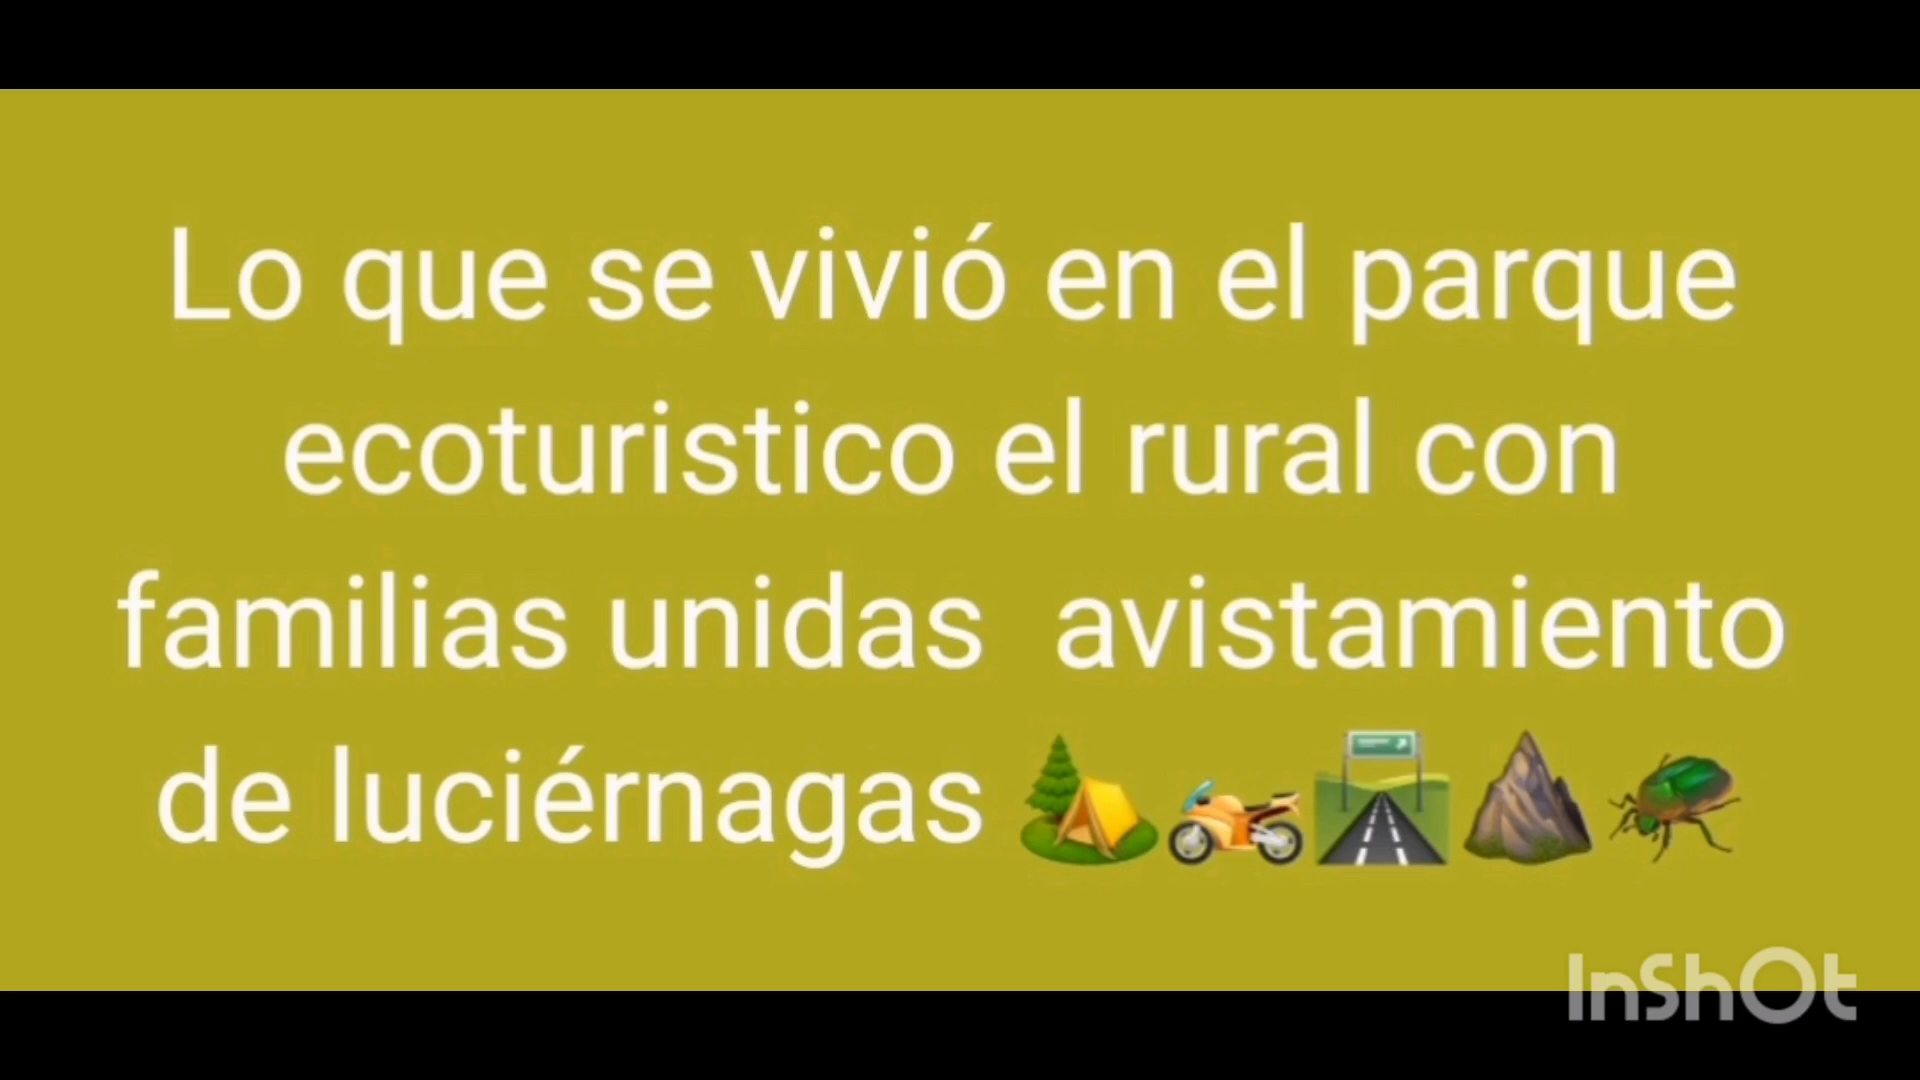 Lo que se vivió en el parque
ecoturistico el rural con
familias unidas  avistamiento
de luciérnagas 🏕️🏍️🛣️⛰️🪲
InShOt